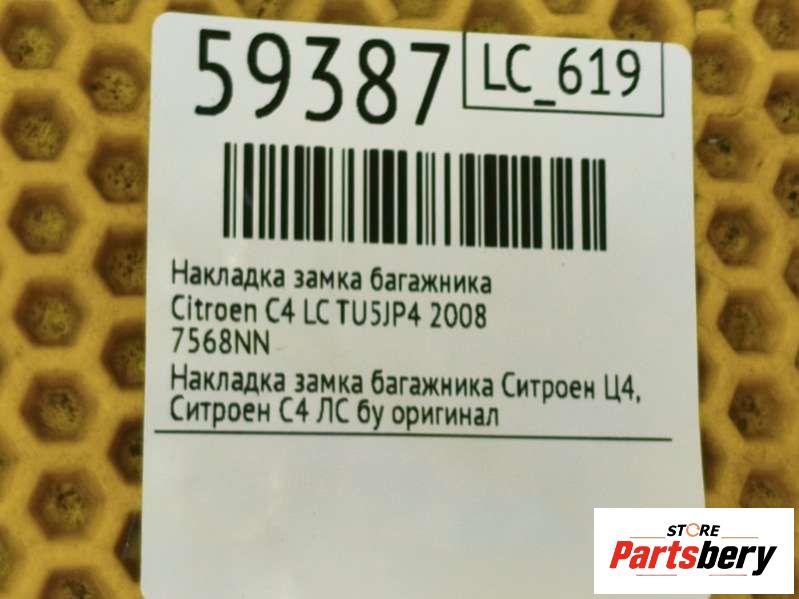 59387
LC_619
Накладка замка багажника
Citroen C4 LC TU5JP4 2008
7568NN
Накладка замка багажника Ситроен Ц4,
Ситроен С4 ЛС бу оригинал
STORE
Partsbery